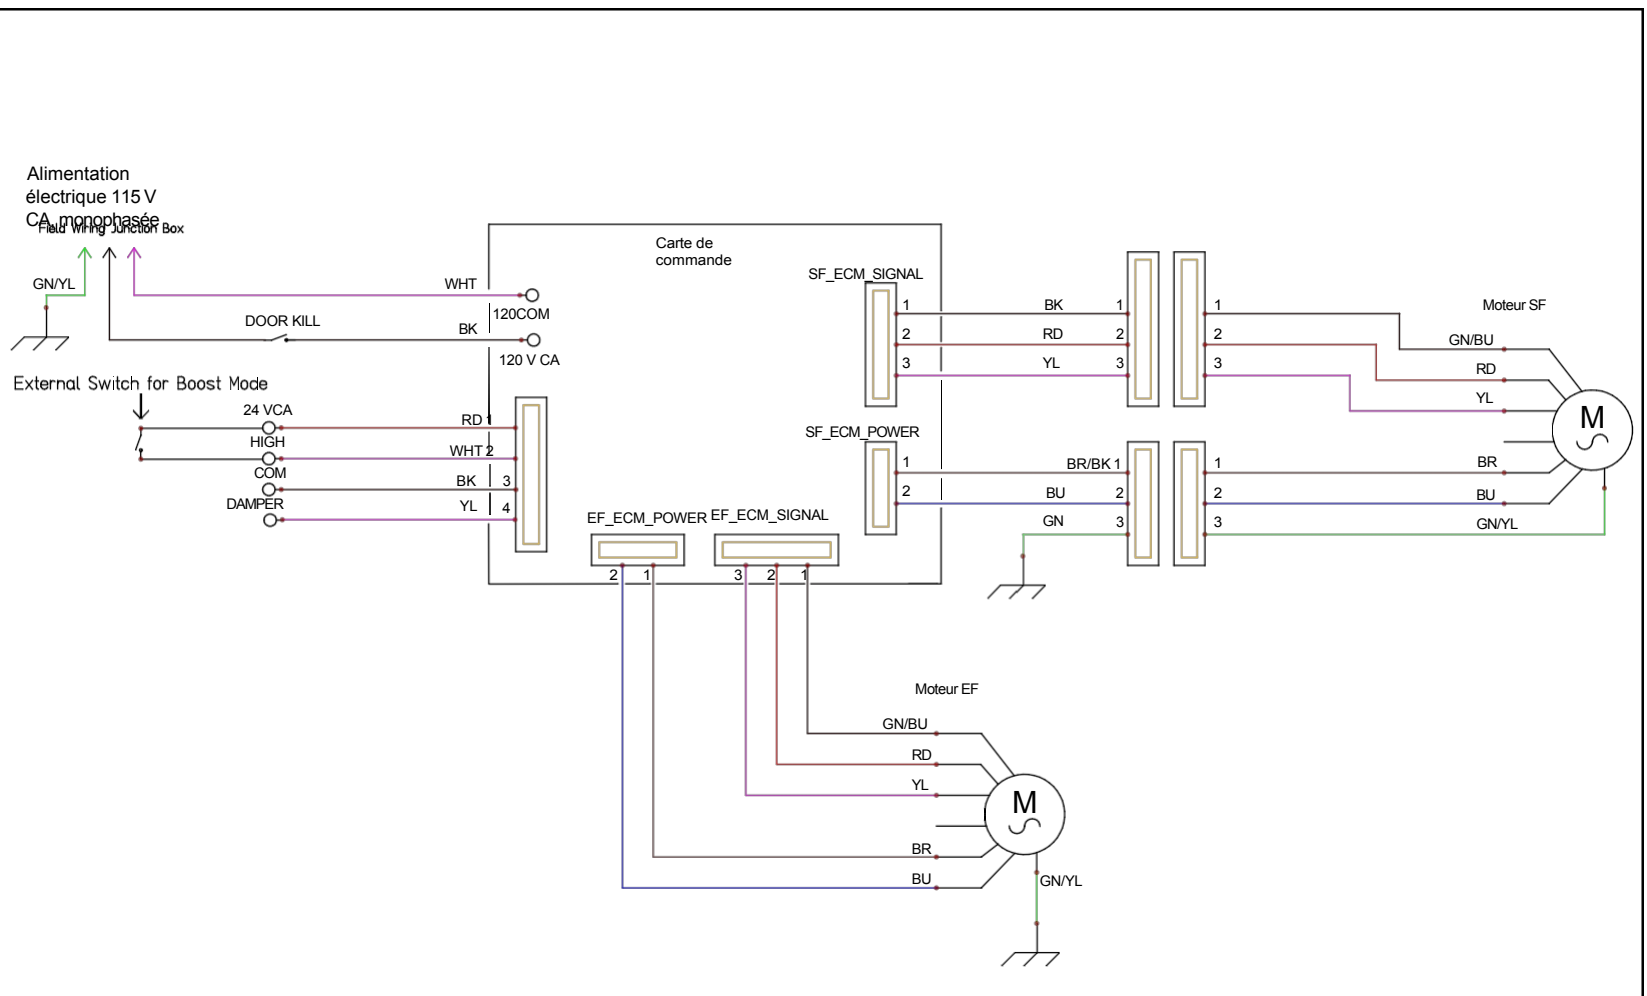 Alimentation
électrique 115 V
CA, monophasée
Field Wiring Junction Box
GN/YL
WHT
120COM
DOOR KILL
BK
120 V CA
External Switch for Boost Mode
24 VCA
RD 1
HIGH
WHT 2
COM
BK 3
DAMPER
YL 4
Carte de
commande
SF_ECM_SIGNAL
1 BK 1
2 RD 2
3 YL 3
SF_ECM_POWER
1 BR/BK 1
2 BU 2
GN 3
EF_ECM_POWER EF_ECM_SIGNAL
2 1 3 2 1
Moteur SF
1
GN/BU
2
RD
3
YL
M
1 BR
2 BU
3 GN/YL
Moteur EF
GN/BU
RD
YL
M
BR
BU
GN/YL